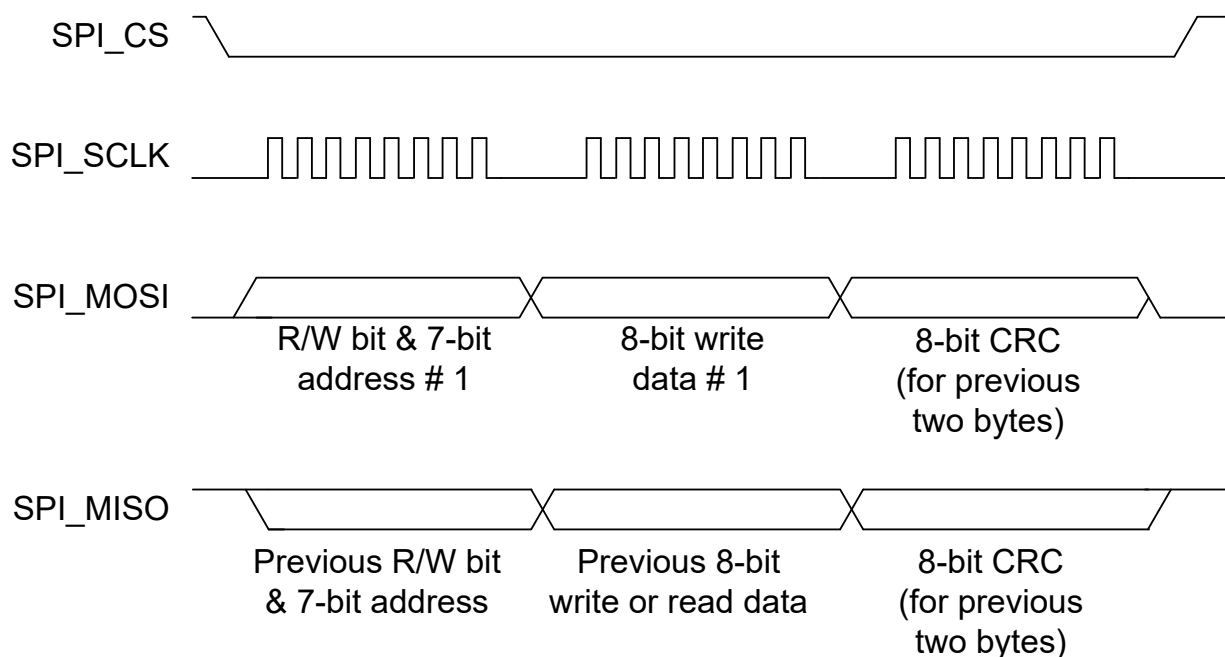 SPI_CS
SPI_SCLK
SPI_MOSI
R/W bit & 7-bit
address # 1
8-bit write
data # 1
8-bit CRC
(for previous
two bytes)
SPI_MISO
Previous R/W bit
& 7-bit address
Previous 8-bit
write or read data
8-bit CRC
(for previous
two bytes)